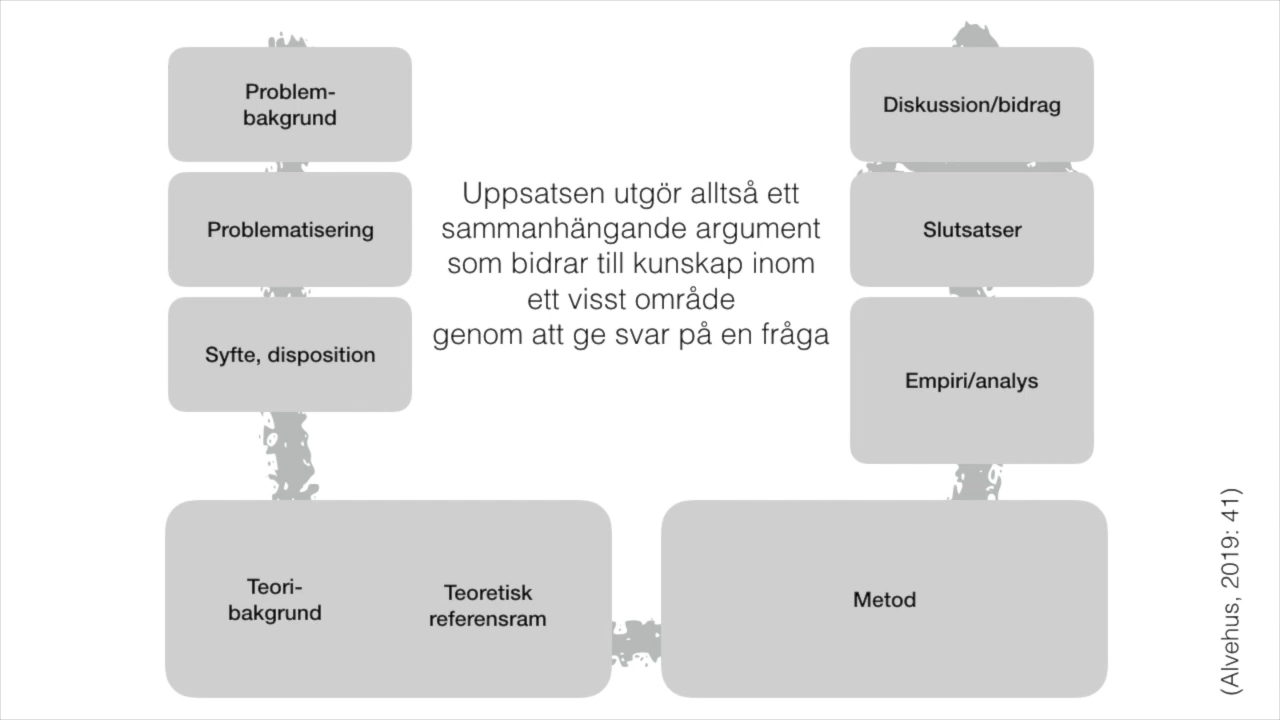 Problem-
bakgrund
Problematisering
Syfte, disposition
Uppsatsen utgör alltså ett
sammanhängande argument
som bidrar till kunskap inom
ett visst område
genom att ge svar på en fråga
Diskussion/bidrag
Slutsatser
Empiri/analys
Teori-
bakgrund
Teoretisk
referensram
Metod
(Alvehus, 2019: 41)